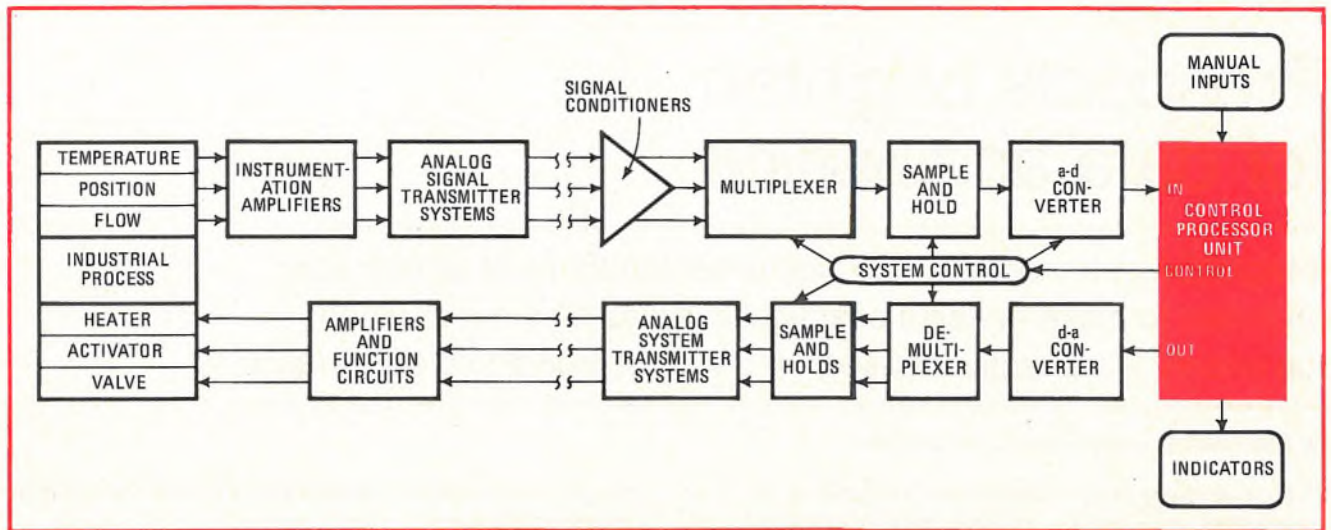 MANUAL
INPUTS
SIGNAL
CONDITIONERS
TEMPERATURE
POSITION
FLOW
INDUSTRIAL
PROCESS
HEATER
ACTIVATOR
VALVE
INSTRUMENT-
ATION
AMPLIFIERS
ANALOG
SIGNAL
TRANSMITTER
SYSTEMS
MULTIPLEXER
SAMPLE
AND
HOLD
a-d
CON-
VERTER
IN
CONTROL
PROCESSOR
UNIT
CONTROL
OUT
SYSTEM CONTROL
AMPLIFIERS
AND
FUNCTION
CIRCUITS
ANALOG
SYSTEM
TRANSMITTER
SYSTEMS
SAMPLE
AND
HOLDS
DE-
MULTI-
PLEXER
d-a
CON-
VERTER
INDICATORS